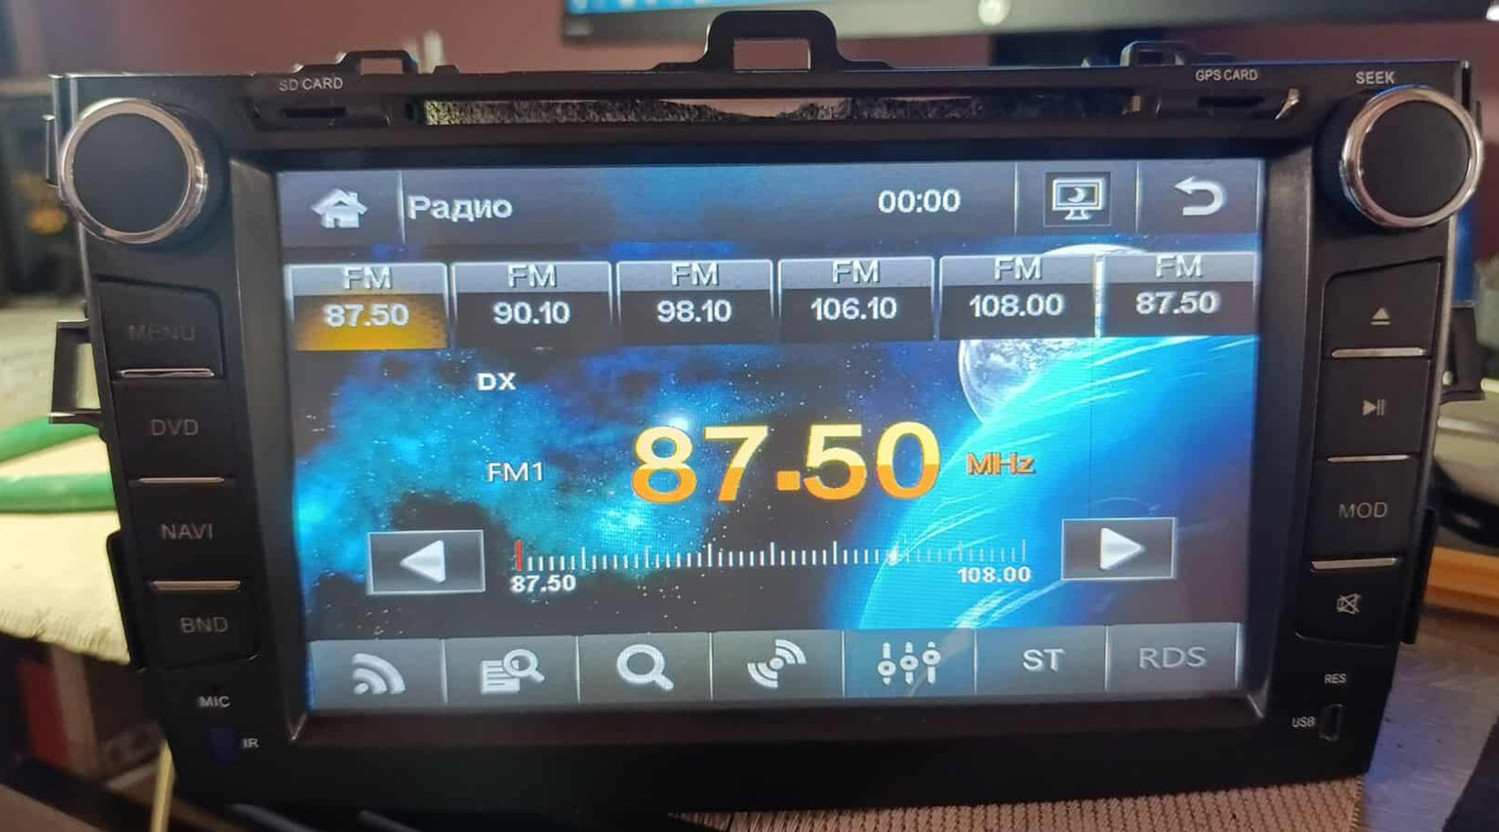 SD CARD
GPS CARD
SEEK
Радио
00:00
FM FM FM FM FM FM
87.50 90.10 98.10 106.10 108.00 87.50
MENU
DX
DVD
FM1
87.50 MHz
MOD
NAVI
87.50
108.00
BND
ST
RDS
MIC
RES
IR
USB